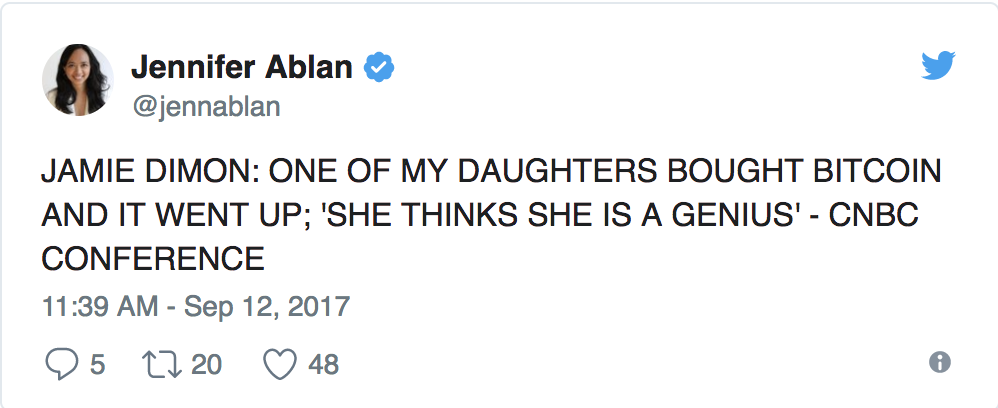 Jennifer Ablan
@jennablan
JAMIE DIMON: ONE OF MY DAUGHTERS BOUGHT BITCOIN
AND IT WENT UP; 'SHE THINKS SHE IS A GENIUS' - CNBC
CONFERENCE
11:39 AM - Sep 12, 2017
5 20 48